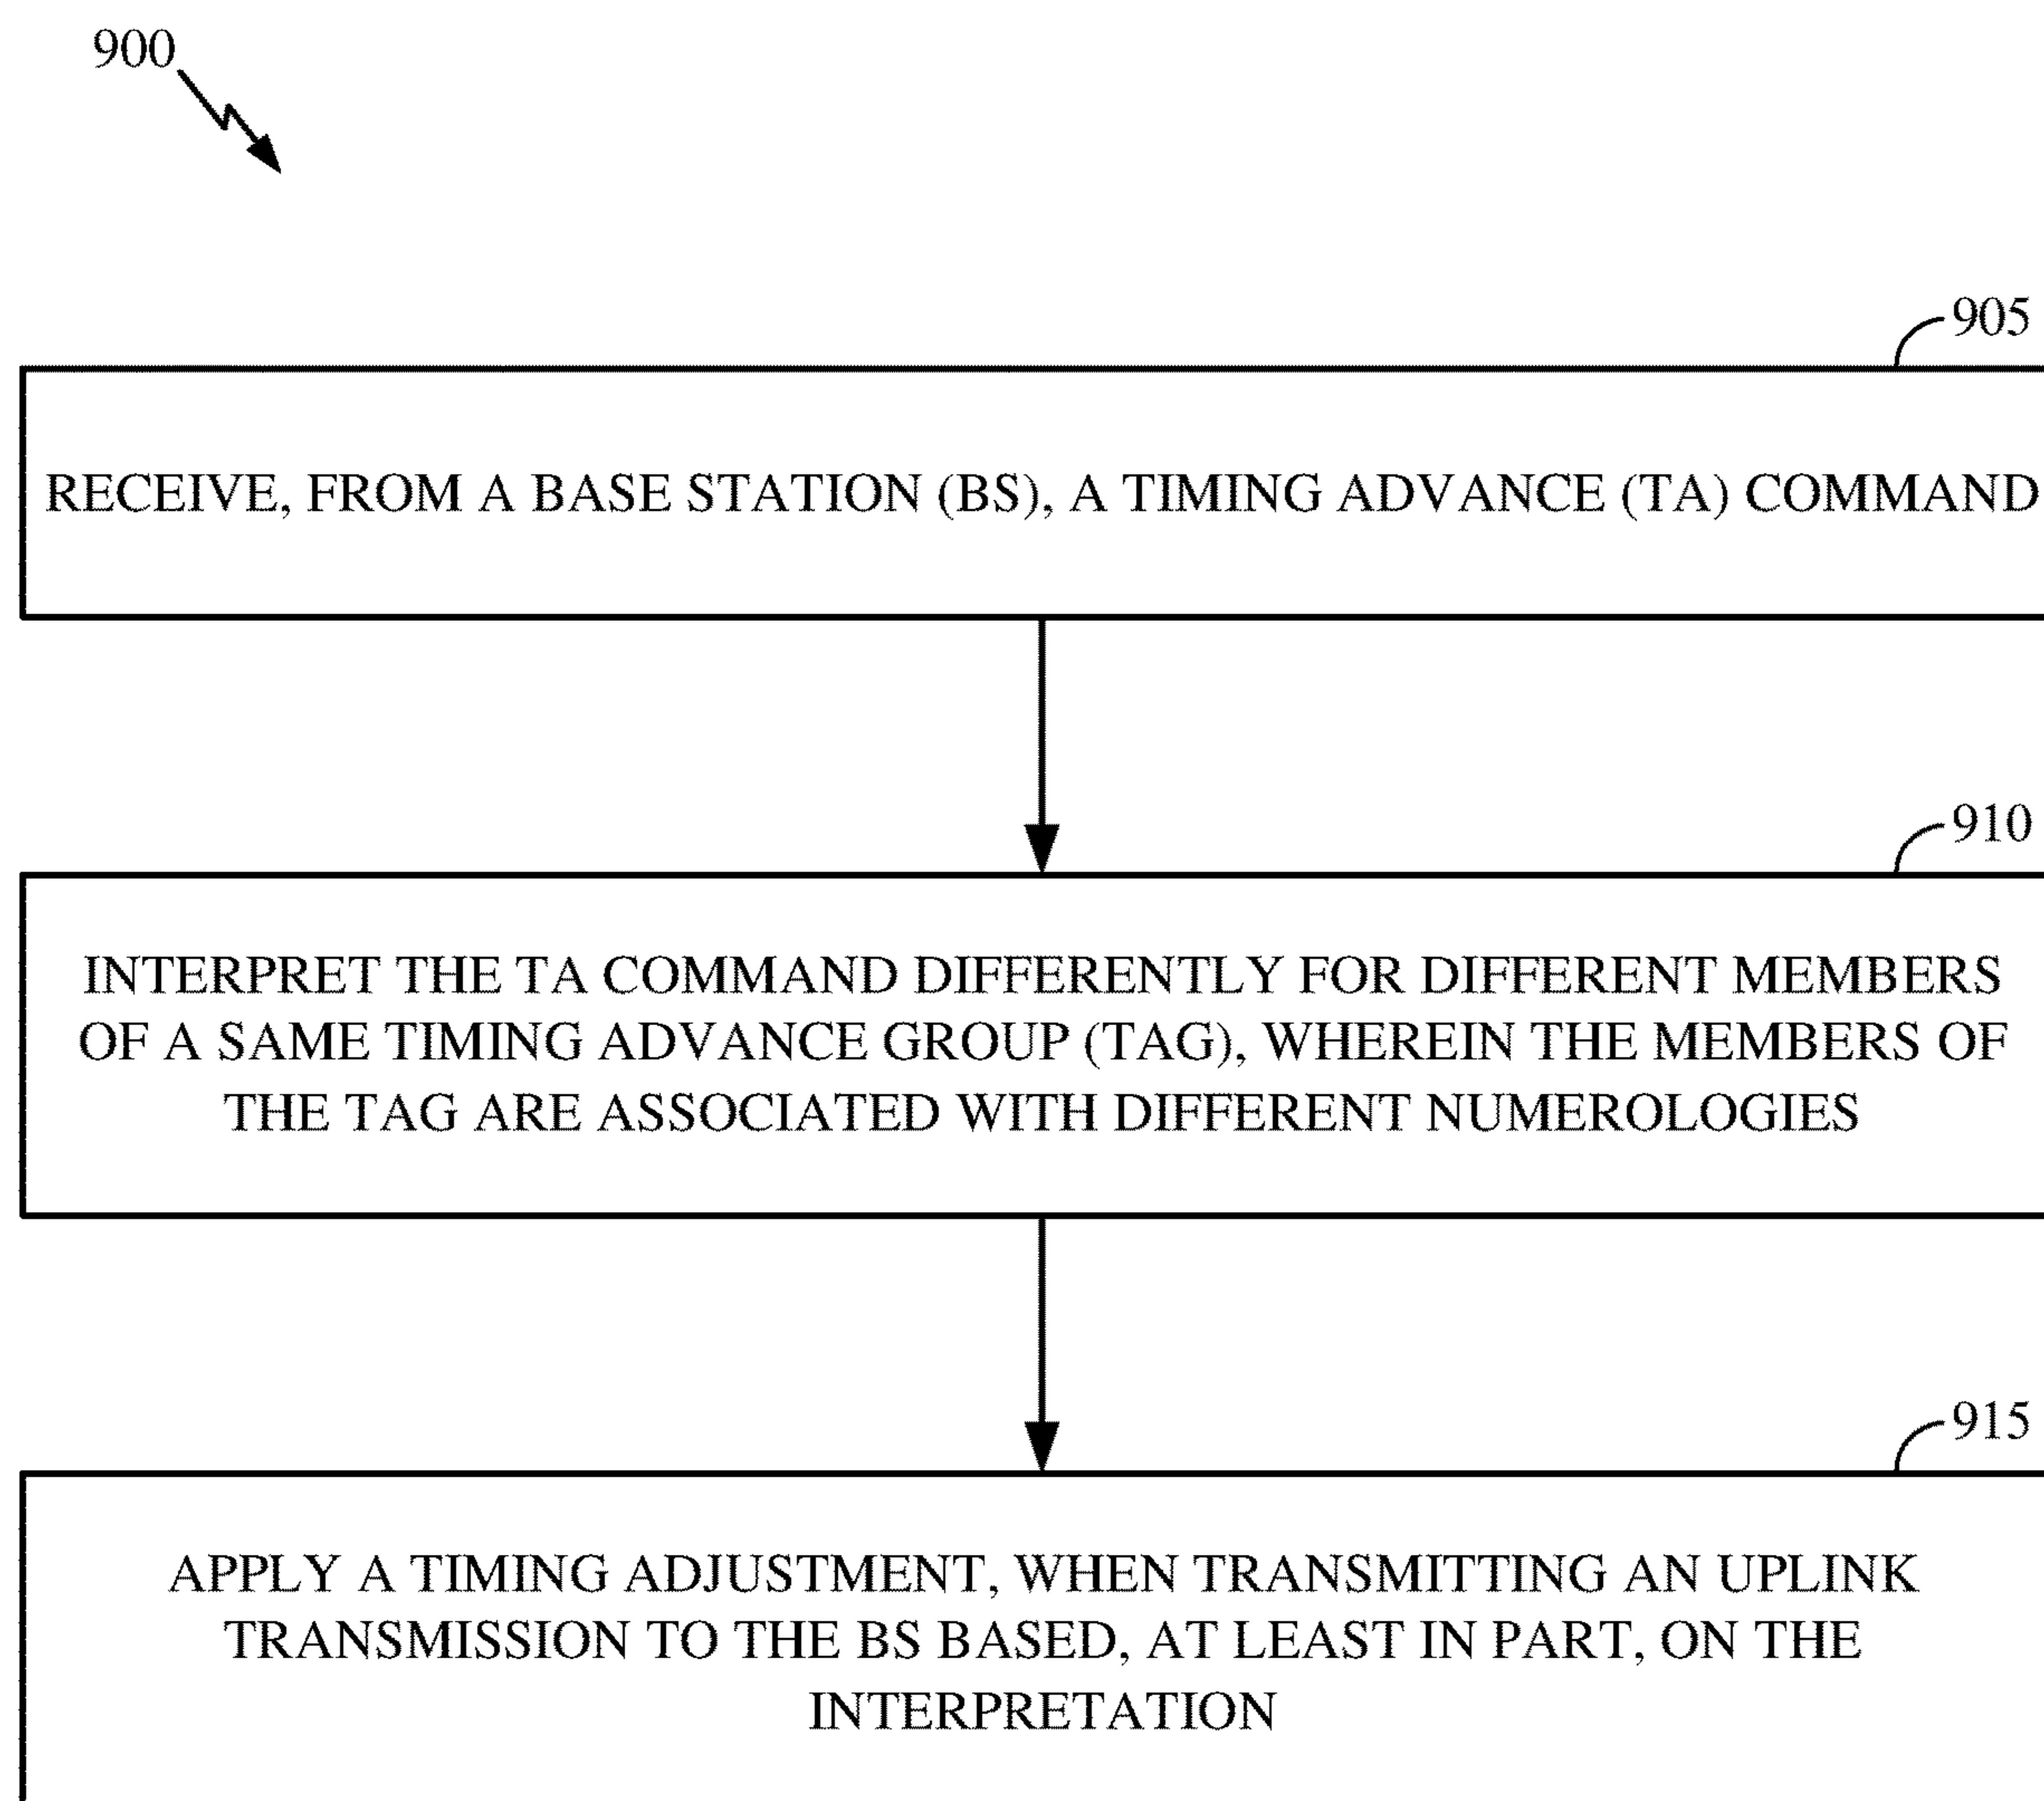 900
905
RECEIVE, FROM A BASE STATION (BS), A TIMING ADVANCE (TA) COMMAND
910
INTERPRET THE TA COMMAND DIFFERENTLY FOR DIFFERENT MEMBERS
OF A SAME TIMING ADVANCE GROUP (TAG), WHEREIN THE MEMBERS OF
THE TAG ARE ASSOCIATED WITH DIFFERENT NUMEROLOGIES
915
APPLY A TIMING ADJUSTMENT, WHEN TRANSMITTING AN UPLINK
TRANSMISSION TO THE BS BASED, AT LEAST IN PART, ON THE
INTERPRETATION